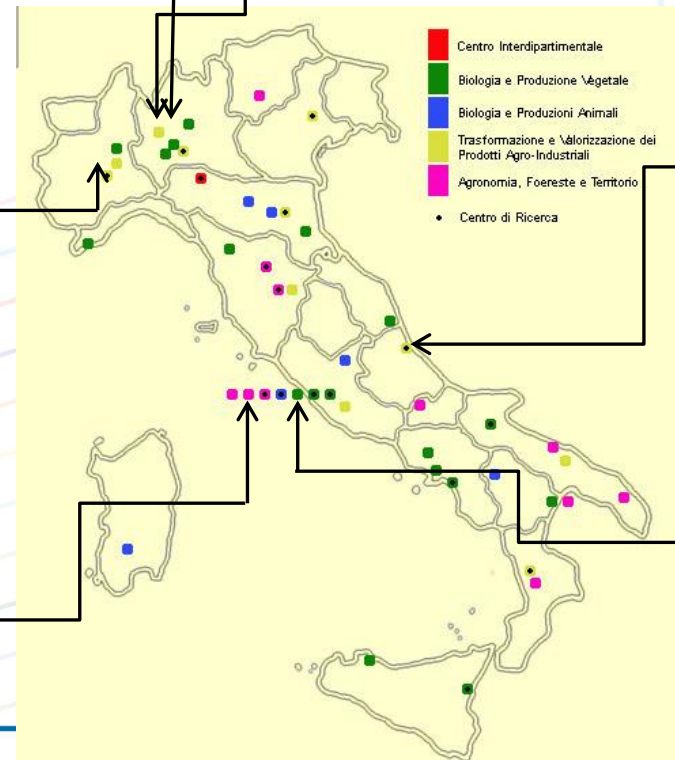 Centro Interdipartimentale
Biologia e Produzione Vegetale
Biologia e Produzioni Animali
Trasformazione e Valorizzazione dei
Prodotti Agro-Industriali
Agronomia, Foereste e Territorio
Centro di Ricerca